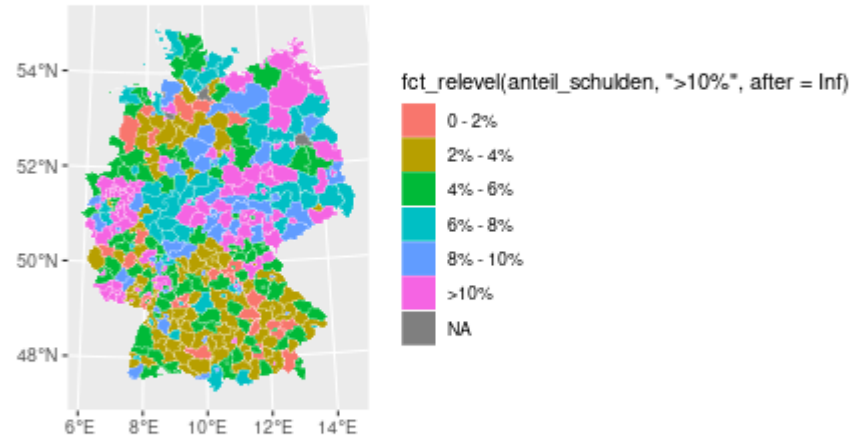 54°N
52°N
50°N
48°N
6°E 8°E 10°E 12°E 14°E
fct_relevel(anteil_schulden, ">10%", after = Inf)
0 - 2%
2% - 4%
4% - 6%
6% - 8%
8% - 10%
>10%
NA